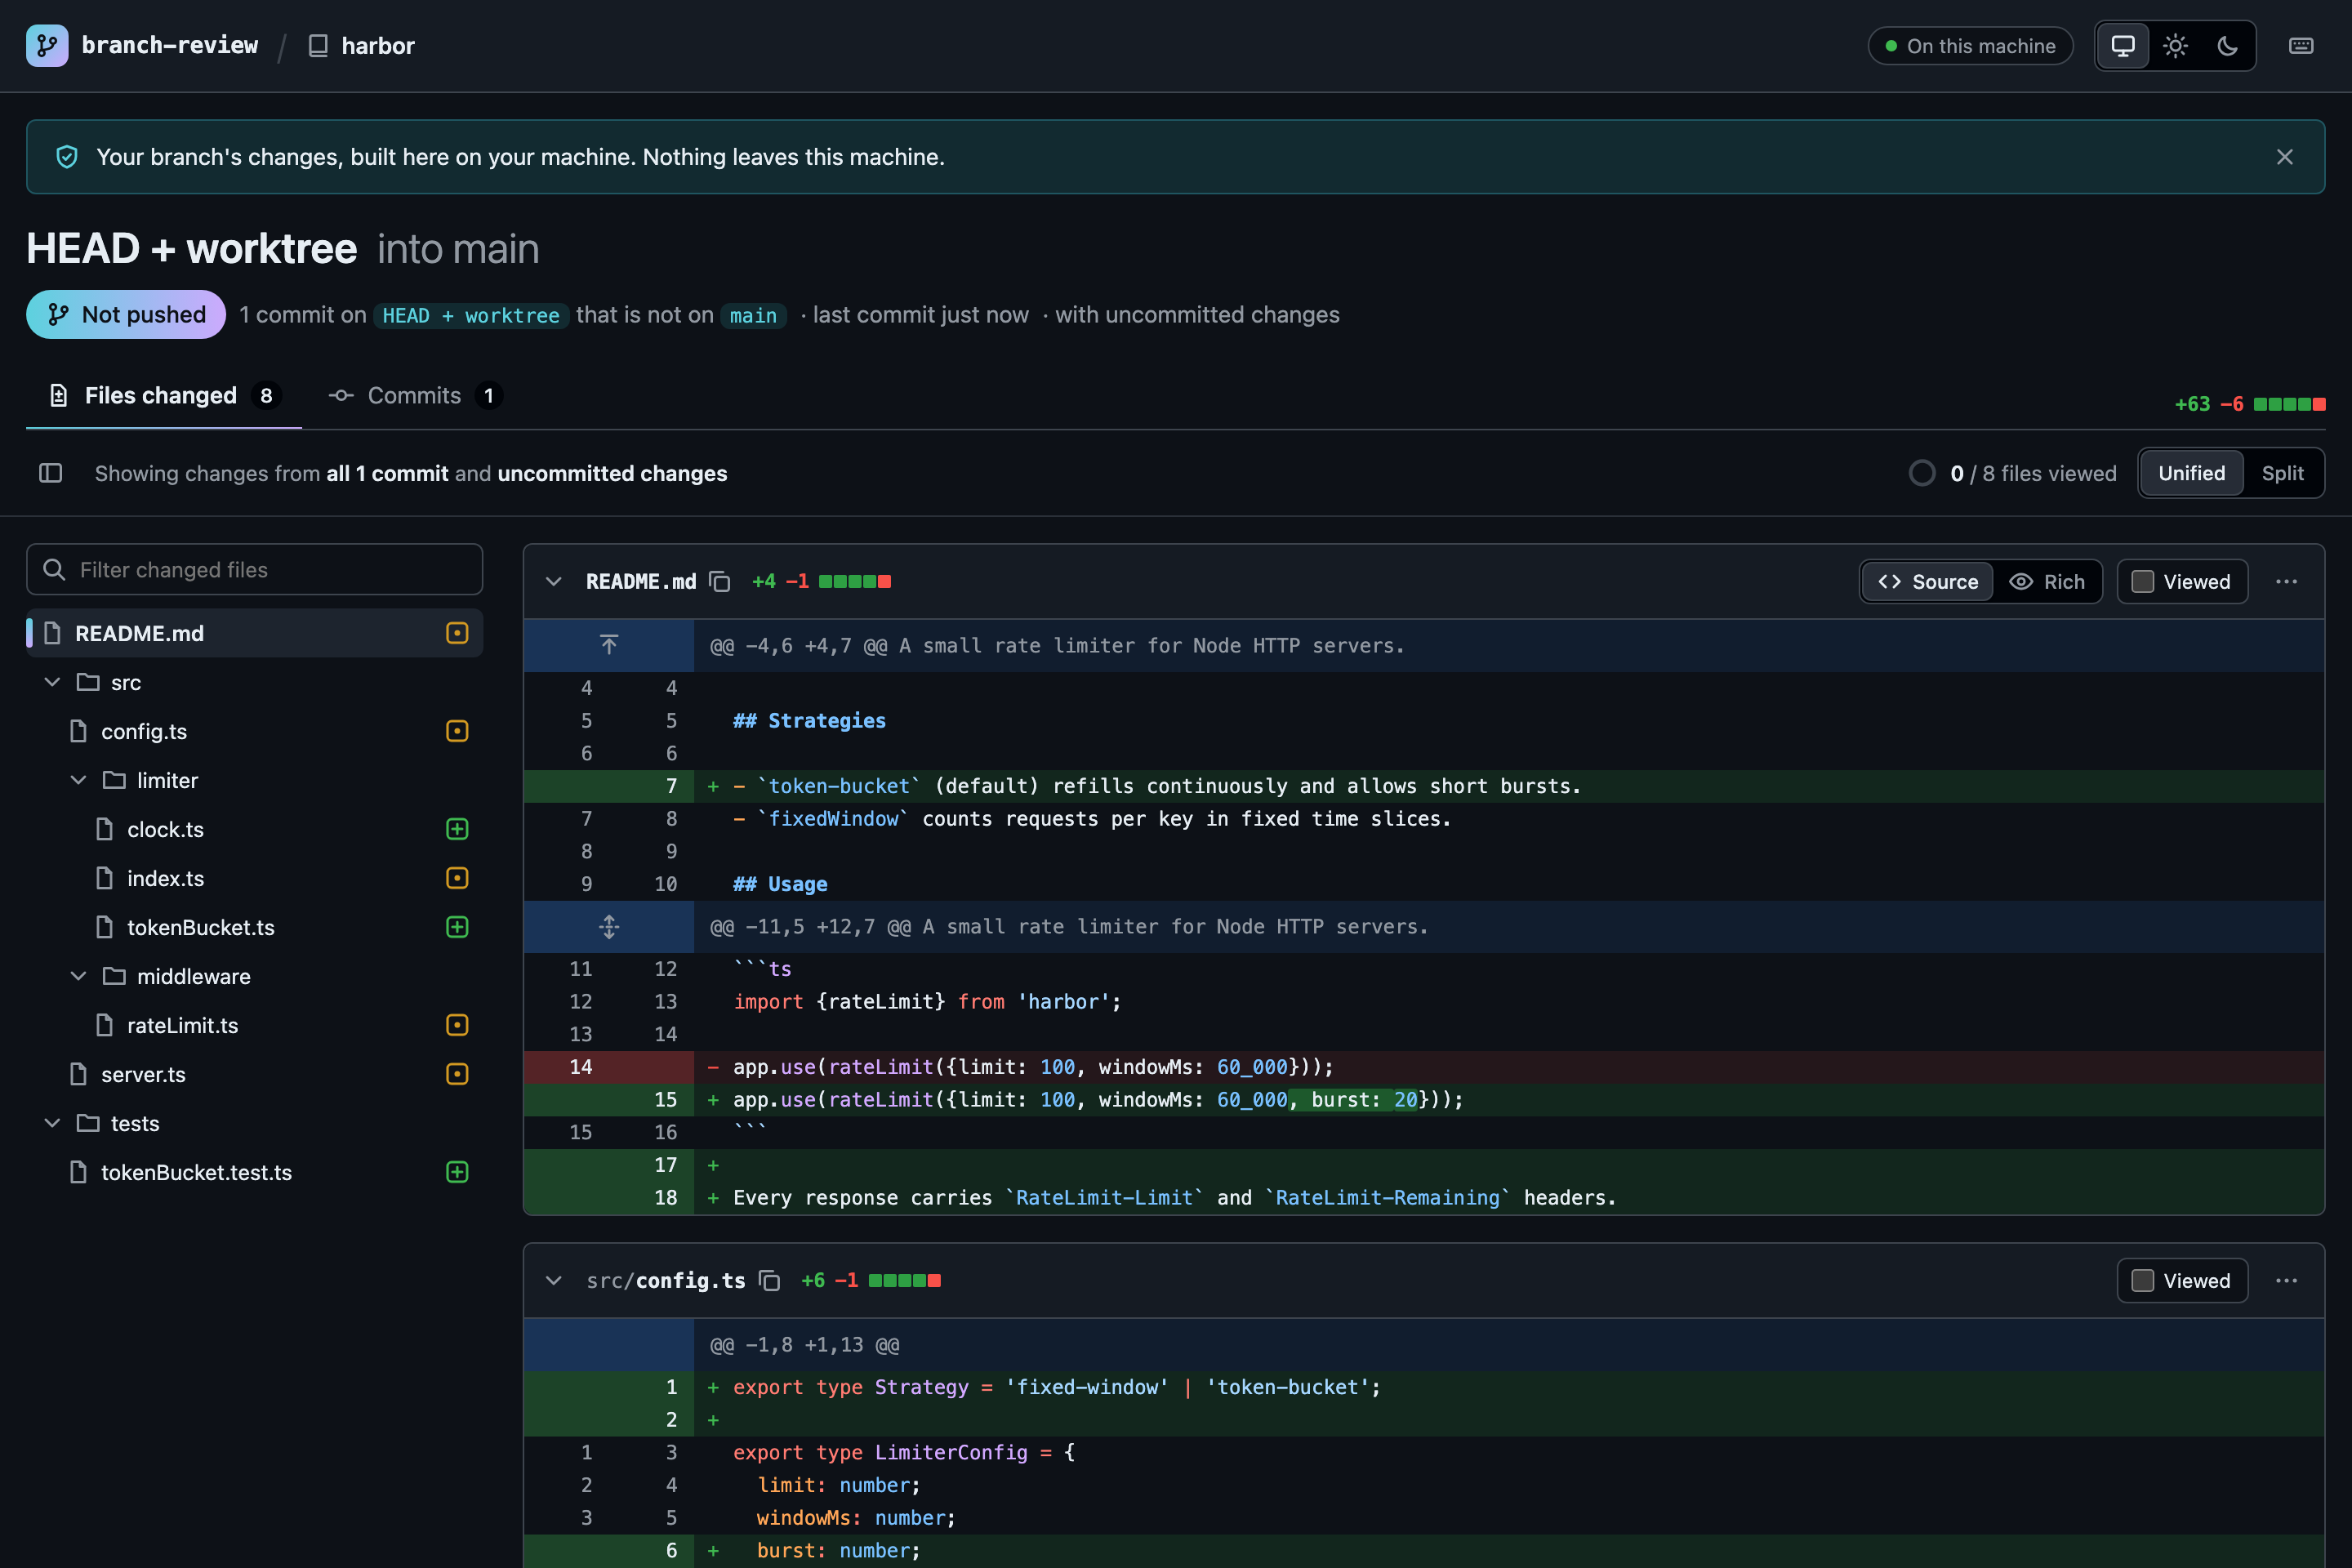 branch-review / harbor
On this machine
Your branch's changes, built here on your machine. Nothing leaves this machine.
HEAD + worktree into main
Not pushed 1 commit on HEAD + worktree that is not on main · last commit just now · with uncommitted changes
Files changed 8 Commits 1
+63 −6
Showing changes from all 1 commit and uncommitted changes
0 / 8 files viewed Unified Split
Filter changed files
README.md
src
config.ts
limiter
clock.ts
index.ts
tokenBucket.ts
middleware
rateLimit.ts
server.ts
tests
tokenBucket.test.ts
README.md +4 −1 Source Rich Viewed
@@ −4,6 +4,7 @@ A small rate limiter for Node HTTP servers.
4 4
5 5 ## Strategies
6 6
7 + - `token-bucket` (default) refills continuously and allows short bursts.
7 8 - `fixedWindow` counts requests per key in fixed time slices.
8 9
9 10 ## Usage
@@ −11,5 +12,7 @@ A small rate limiter for Node HTTP servers.
11 12 ```ts
12 13 import {rateLimit} from 'harbor';
13 14
14 − app.use(rateLimit({limit: 100, windowMs: 60_000}));
15 + app.use(rateLimit({limit: 100, windowMs: 60_000, burst: 20}));
15 16 ```
17 +
18 + Every response carries `RateLimit-Limit` and `RateLimit-Remaining` headers.
src/config.ts +6 −1 Viewed
@@ −1,8 +1,13 @@
1 + export type Strategy = 'fixed-window' | 'token-bucket';
2 +
1 3 export type LimiterConfig = {
2 4 limit: number;
3 5 windowMs: number;
6 + burst: number;